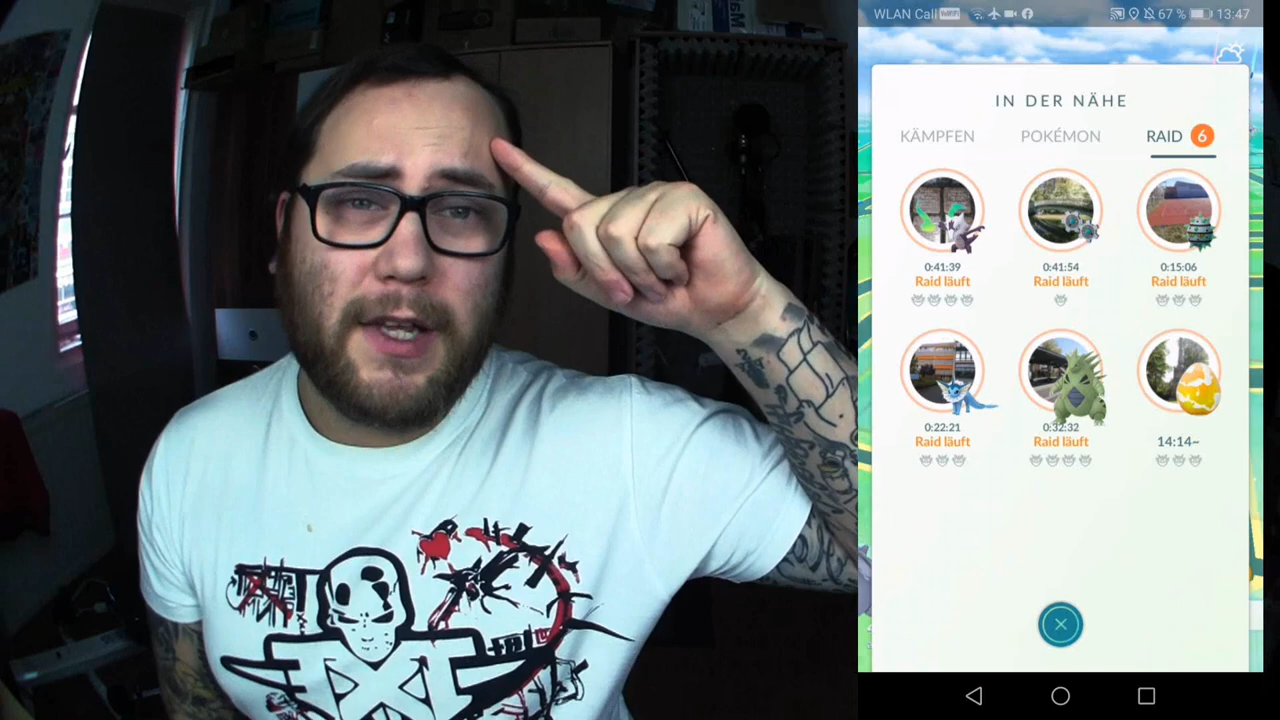 WLAN Call WiFi
67 % 13:47
IN DER NÄHE
KÄMPFEN POKÉMON RAID 6
0:41:39 0:41:54 0:15:06
Raid läuft Raid läuft Raid läuft
0:22:21 0:32:32
Raid läuft Raid läuft 14:14~